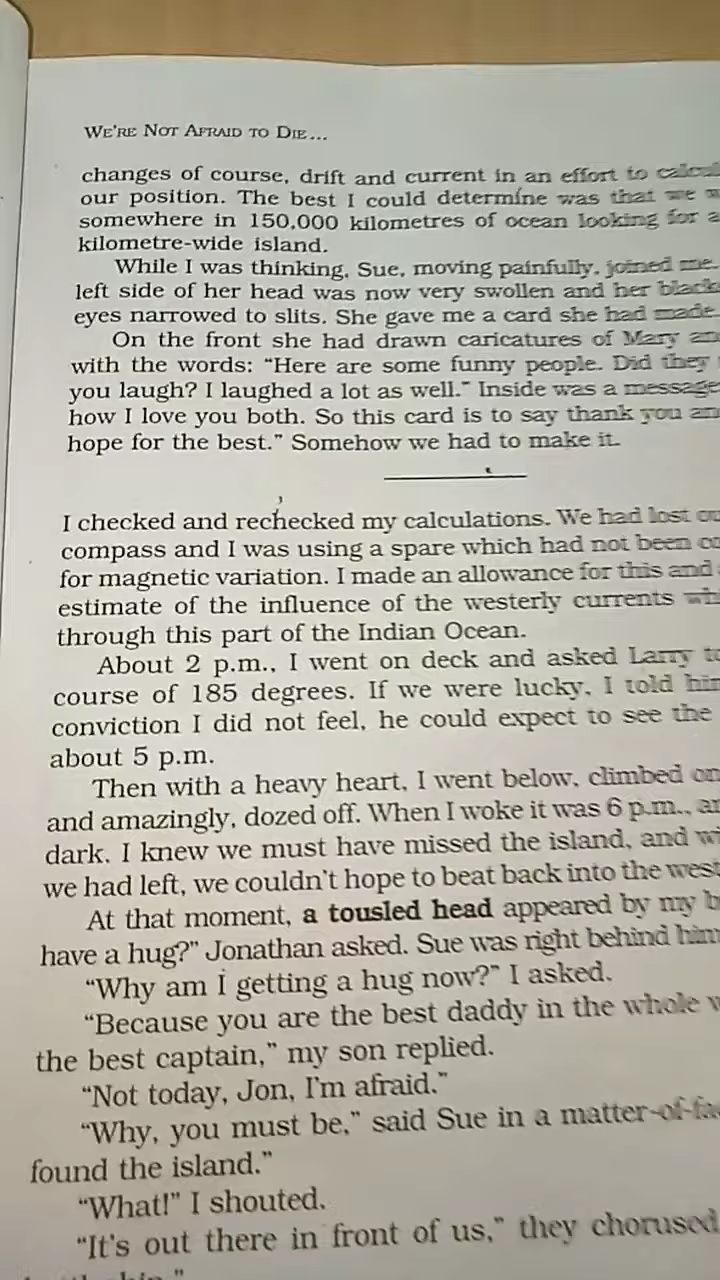 WE'RE NOT AFRAID TO DIE...
changes of course, drift and current in an effort to
our position. The best I could determine was that we
somewhere in 150,000 kilometres of ocean looking for a
kilometre-wide island.
While I was thinking, Sue, moving painfully, joined me.
left side of her head was now very swollen and her
eyes narrowed to slits. She gave me a card she had made
On the front she had drawn caricatures of Mary
with the words: “Here are some funny people. Did they
you laugh? I laughed a lot as well.” Inside was a message
how I love you both. So this card is to say thank you
hope for the best.” Somehow we had to make it.
I checked and rechecked my calculations. We had lost
compass and I was using a spare which had not been
for magnetic variation. I made an allowance for this and
estimate of the influence of the westerly currents
through this part of the Indian Ocean.
About 2 p.m., I went on deck and asked Larry
course of 185 degrees. If we were lucky, I told
conviction I did not feel, he could expect to see the
about 5 p.m.
Then with a heavy heart, I went below, climbed
and amazingly, dozed off. When I woke it was 6 p.m.,
dark. I knew we must have missed the island, and
we had left, we couldn't hope to beat back into the
At that moment, a tousled head appeared by my
have a hug?” Jonathan asked. Sue was right behind
“Why am I getting a hug now?” I asked.
“Because you are the best daddy in the whole
the best captain,” my son replied.
“Not today, Jon, I'm afraid.”
“Why, you must be,” said Sue in a
found the island.”
“What!” I shouted.
“It's out there in front of us,” they chorused